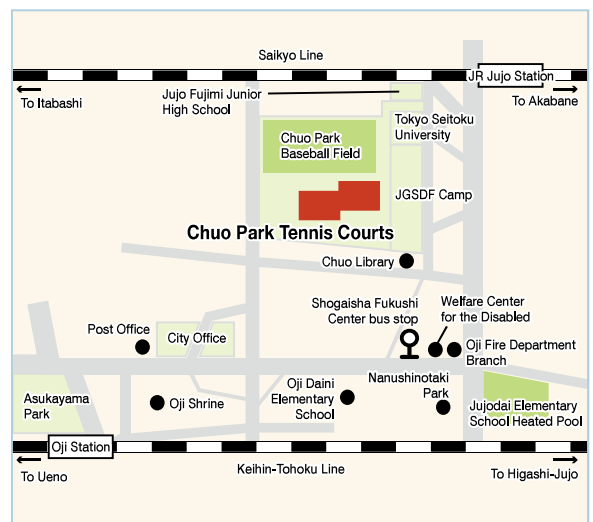 Saikyo Line
JR Jujo Station
To Itabashi
To Akabane
Jujo Fujimi Junior
High School
Tokyo Seitoku
University
Chuo Park
Baseball Field
JGSDF Camp
Chuo Park Tennis Courts
Chuo Library
Shogaisha Fukushi
Center bus stop
Welfare Center
for the Disabled
Post Office
City Office
Oji Fire Department
Branch
Nanushinotaki
Park
Oji Daini
Elementary
School
Asukayama
Park
Oji Shrine
Jujodai Elementary
School Heated Pool
Oji Station
To Ueno
Keihin-Tohoku Line
To Higashi-Jujo